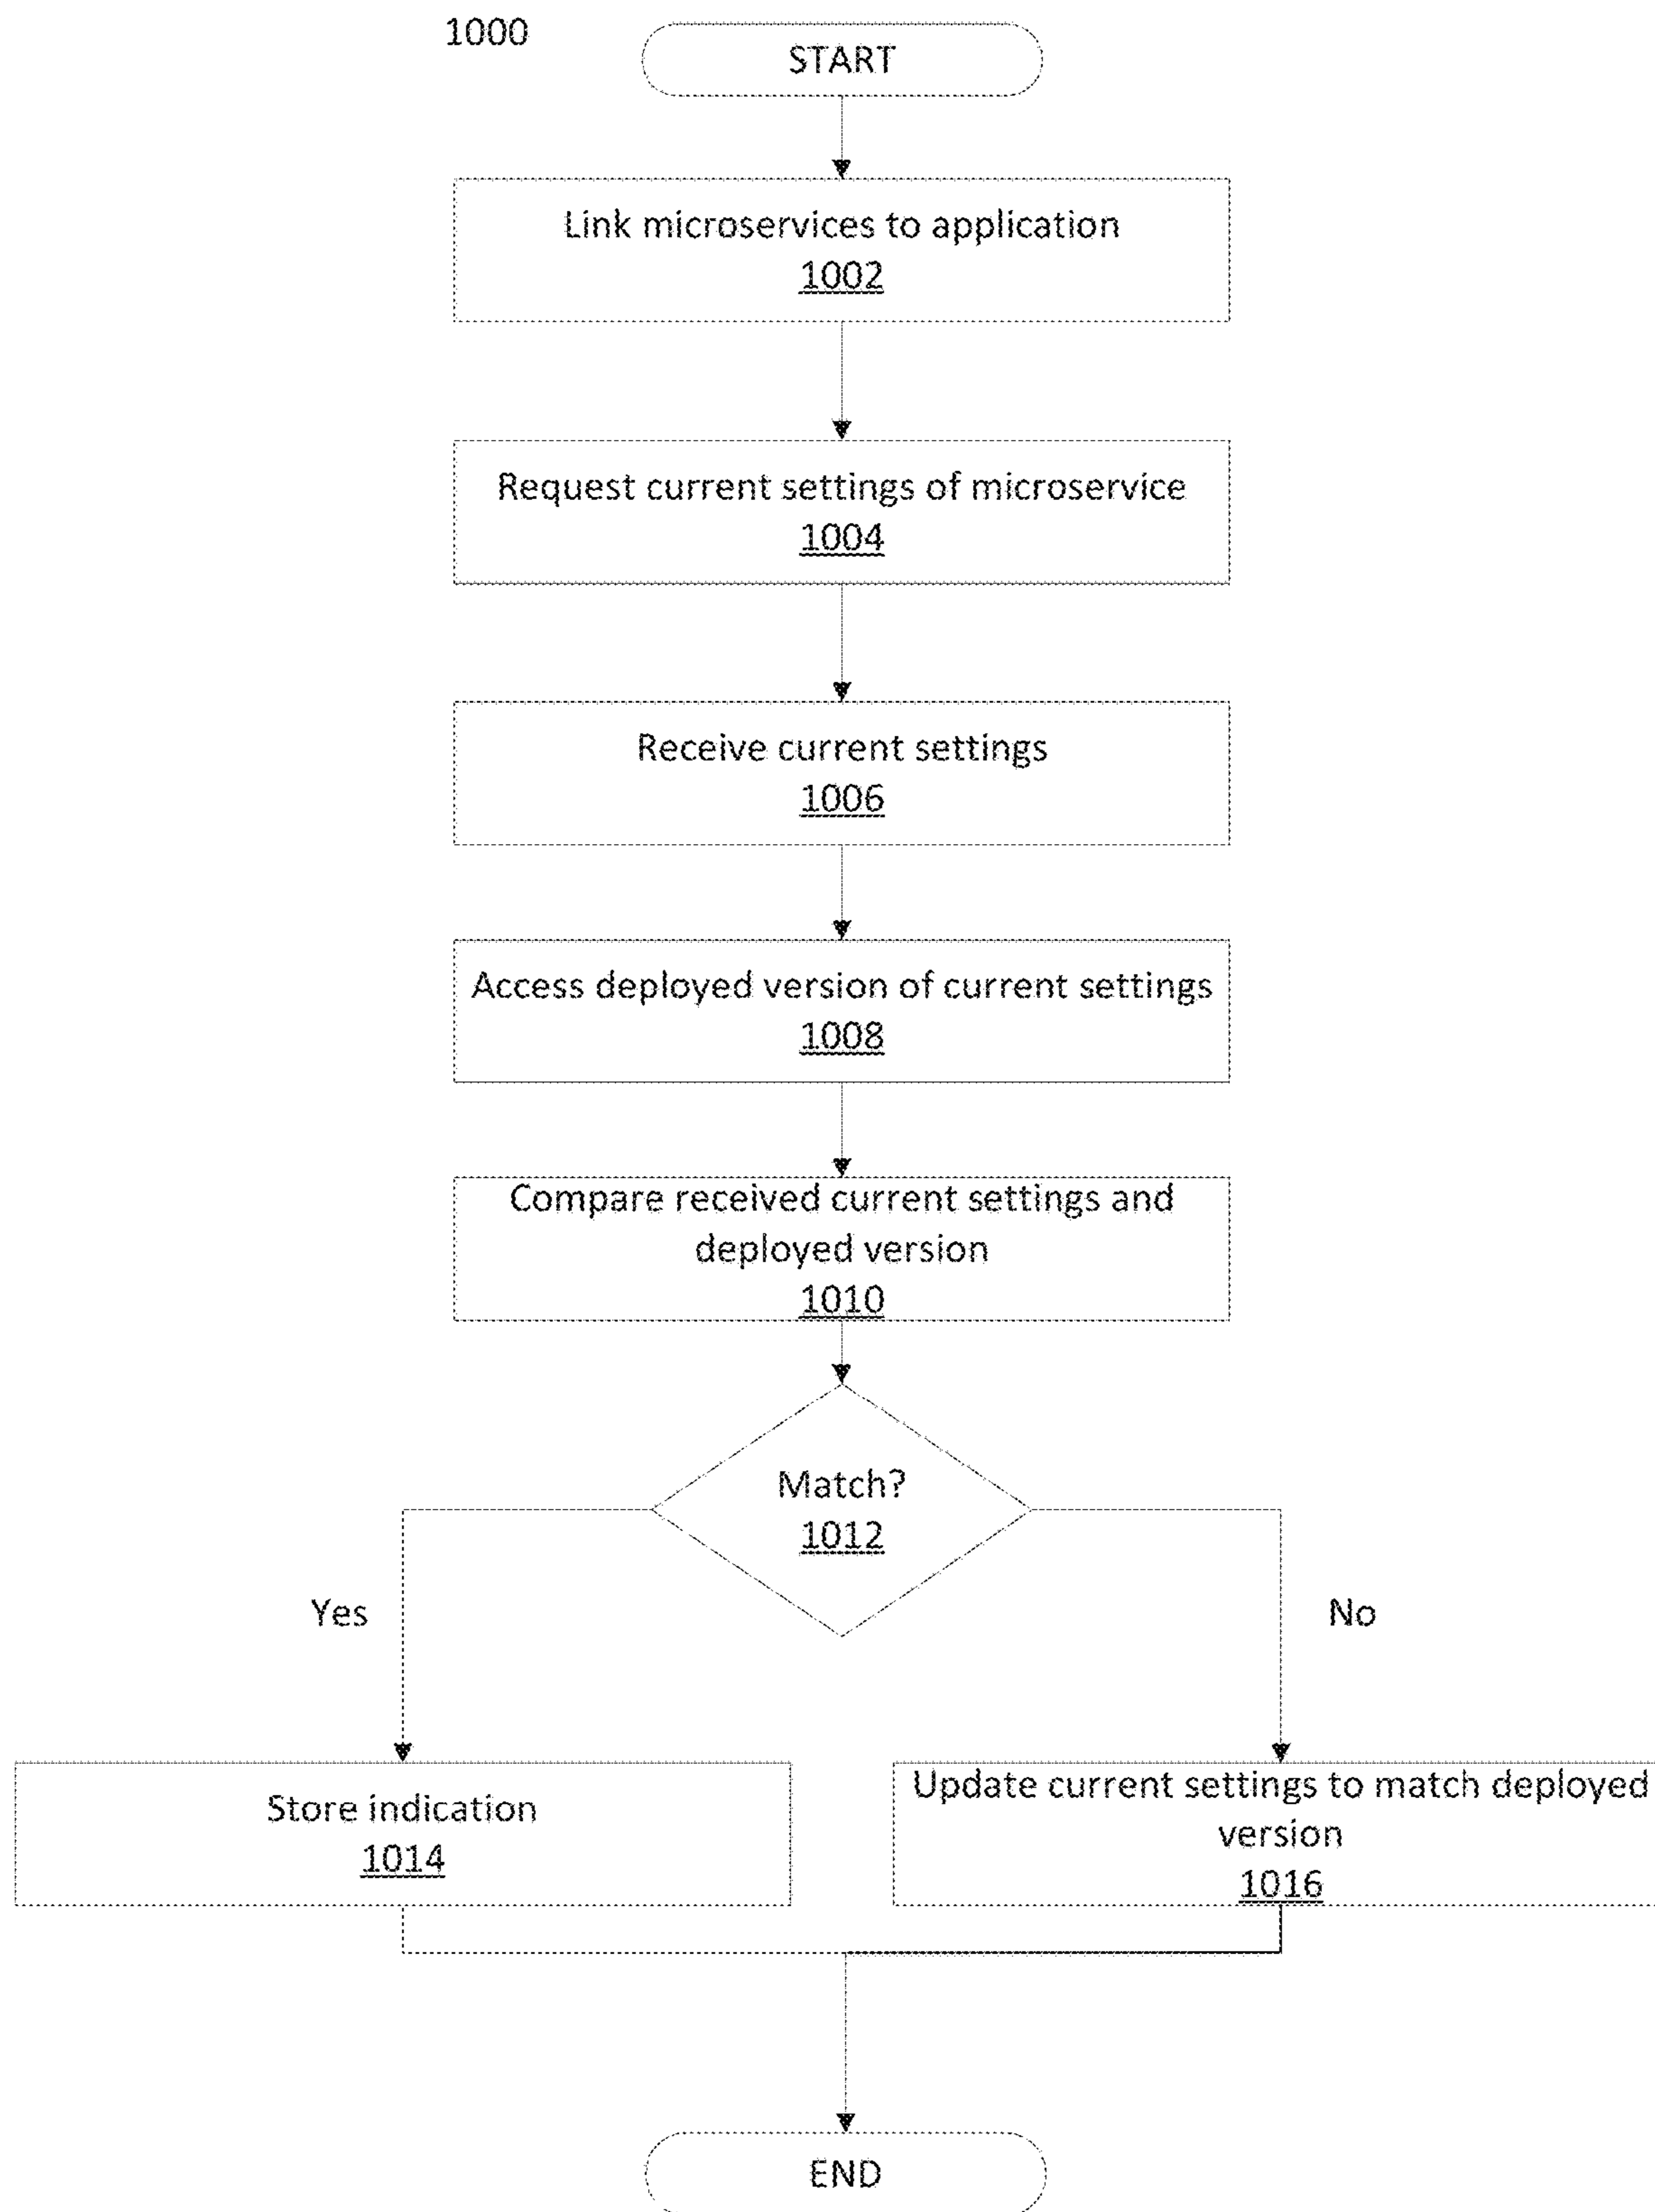 1000
START
Link microservices to application
1002
Request current settings of microservice
1004
Receive current settings
1006
Access deployed version of current settings
1008
Compare received current settings and
deployed version
1010
Match?
1012
Yes
No
Store indication
1014
Update current settings to match deployed
version
1016
END